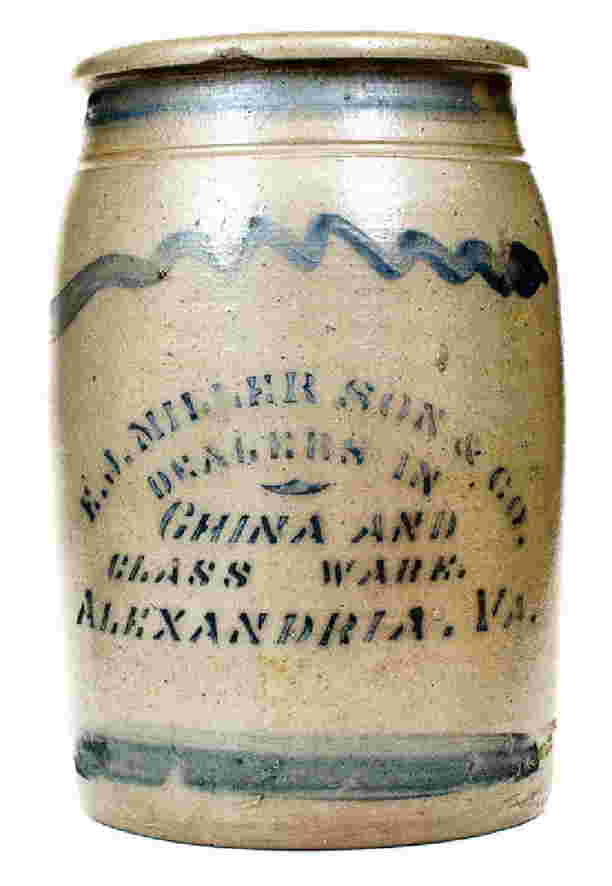 E.J. MILLER SON & CO.
DEALERS IN
CHINA AND
GLASS WARE.
ALEXANDRIA. VA.